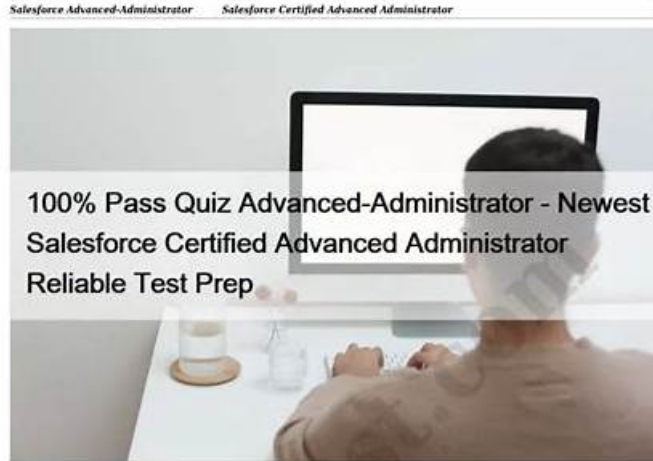 Salesforce Advanced-Administrator Salesforce Certified Advanced Administrator
100% Pass Quiz Advanced-Administrator - Newest
Salesforce Certified Advanced Administrator
Reliable Test Prep